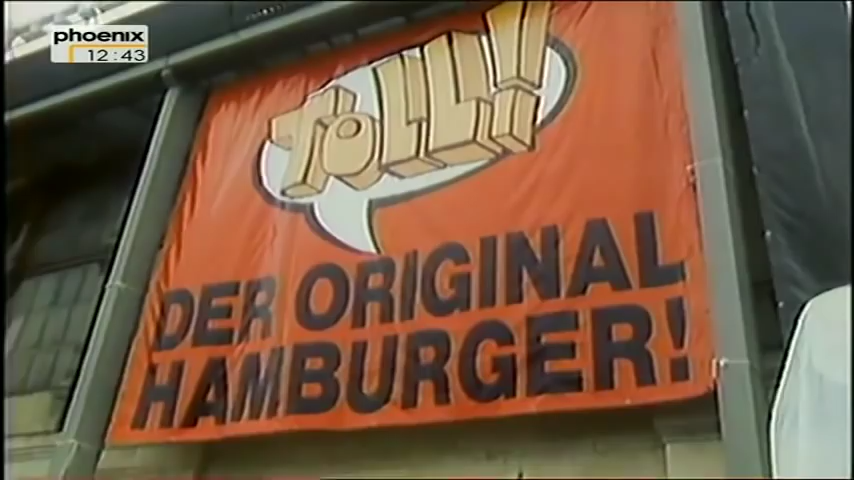 phoenix
12:43
TOLL!!
DER ORIGINAL
HAMBURGER!